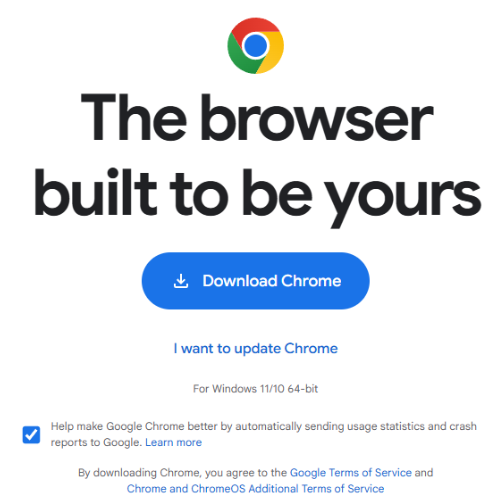 The browser
built to be yours
Download Chrome
I want to update Chrome
For Windows 11/10 64-bit
Help make Google Chrome better by automatically sending usage statistics and crash
reports to Google. Learn more
By downloading Chrome, you agree to the Google Terms of Service and
Chrome and ChromeOS Additional Terms of Service